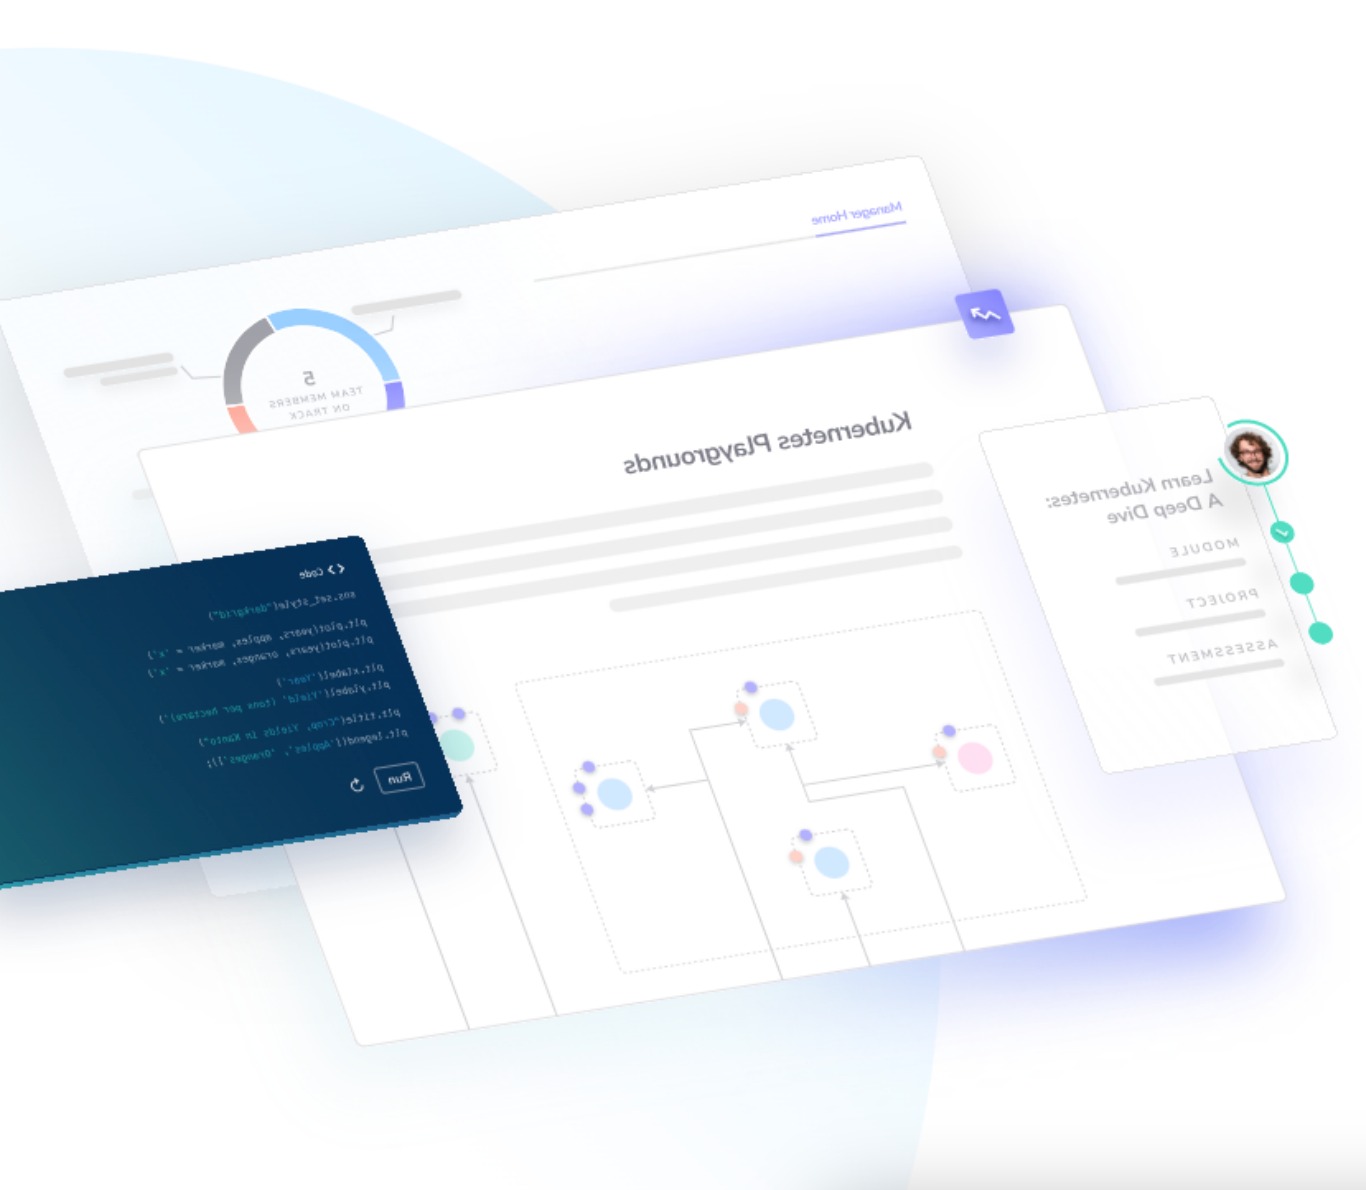 Manager Home
5
TEAM MEMBERS
ON TRACK
Kubernetes Playgrounds
Learn Kubernetes:
A Deep Dive
MODULE
PROJECT
ASSESSMENT
Code
sns.set_style("darkgrid")
plt.plot(years, apples, marker = 'x')
plt.plot(years, oranges, marker = 'x')
plt.xlabel('Year')
plt.ylabel('Yield' (tons per hectare)')
plt.title("Crop, Yields In Kanto")
plt.legend(['Apples', 'Oranges']);
Run